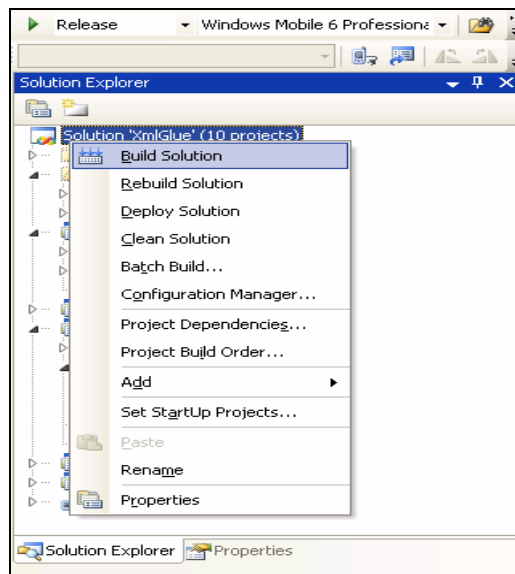 Release Windows Mobile 6 Professiona
Solution Explorer
Solution 'XmlGlue' (10 projects)
Build Solution
Rebuild Solution
Deploy Solution
Clean Solution
Batch Build...
Configuration Manager...
Project Dependencies...
Project Build Order...
Add
Set StartUp Projects...
Paste
Rename
Properties
Solution Explorer Properties